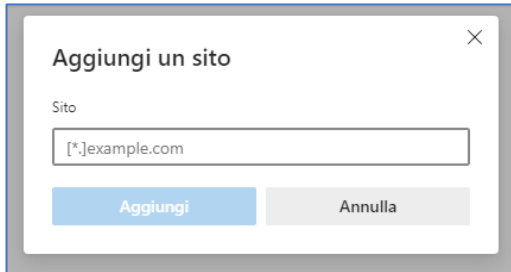 Aggiungi un sito
Sito
[*.]example.com
Aggiungi
Annulla